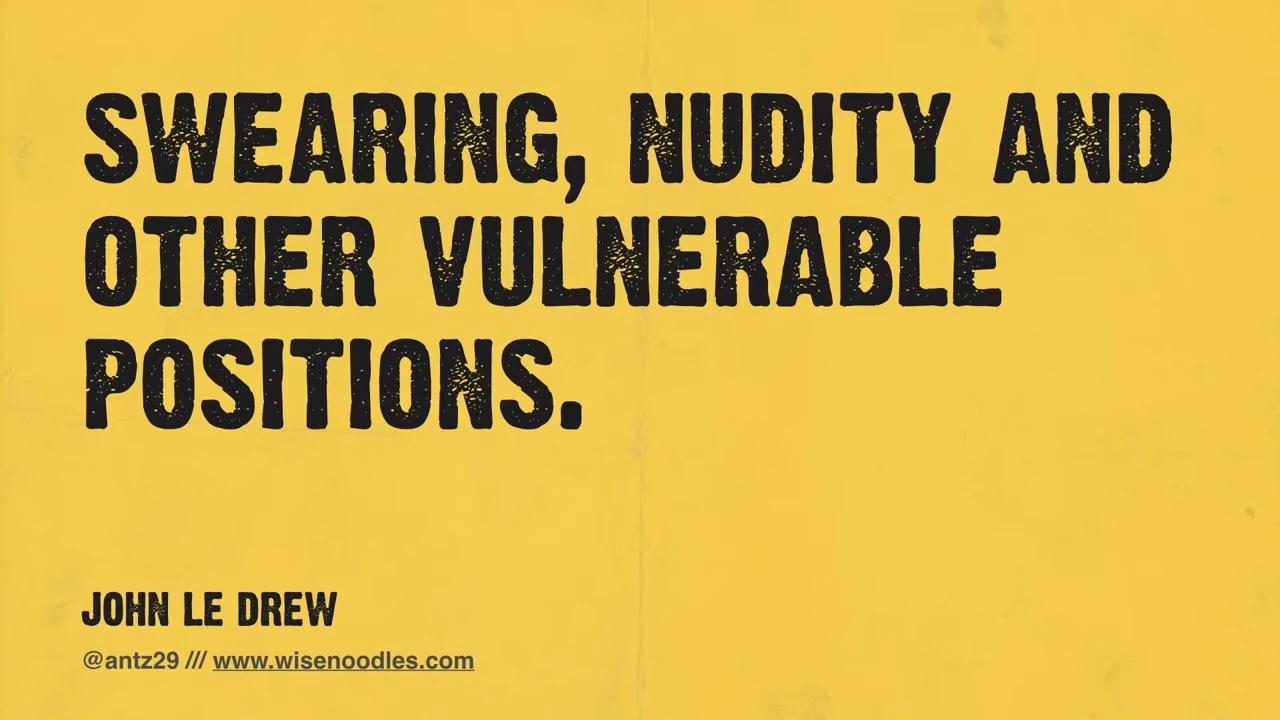 SWEARING, NUDITY AND
OTHER VULNERABLE
POSITIONS.
JOHN LE DREW
@antz29 /// www.wisenoodles.com